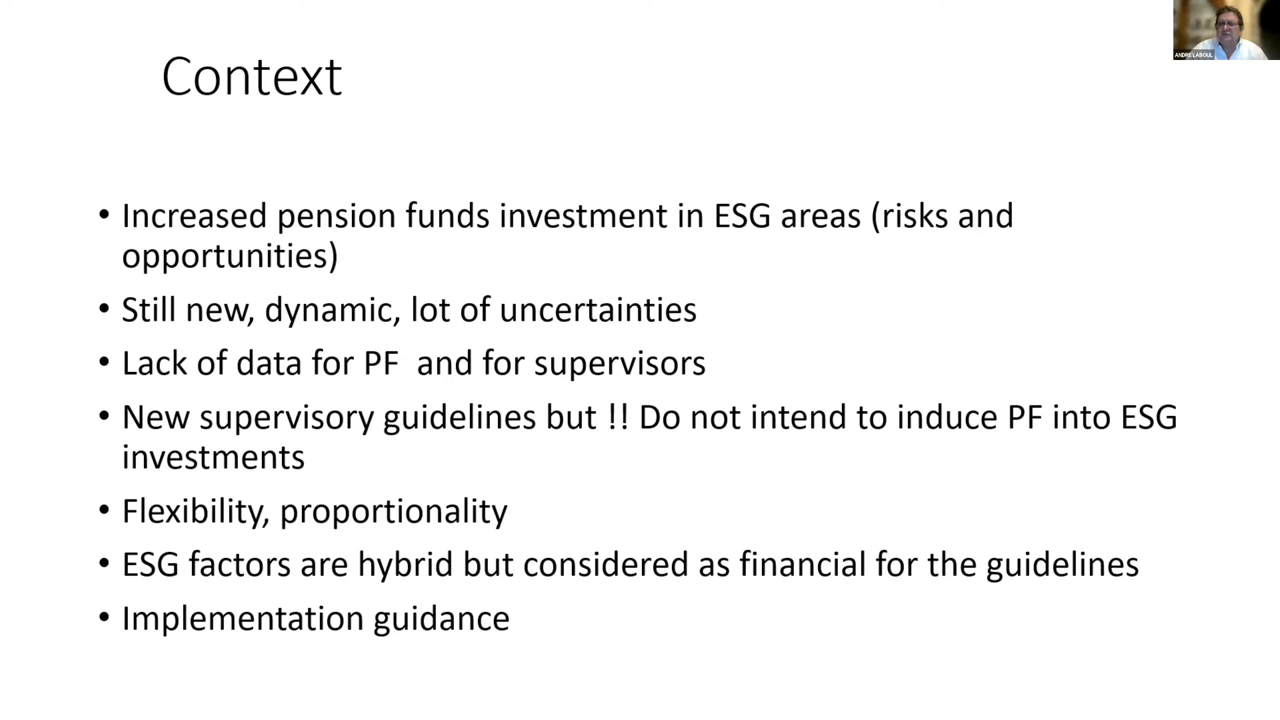 Context
• Increased pension funds investment in ESG areas (risks and
opportunities)
• Still new, dynamic, lot of uncertainties
• Lack of data for PF  and for supervisors
• New supervisory guidelines but !! Do not intend to induce PF into ESG
investments
• Flexibility, proportionality
• ESG factors are hybrid but considered as financial for the guidelines
• Implementation guidance
ANDRE LABOUL